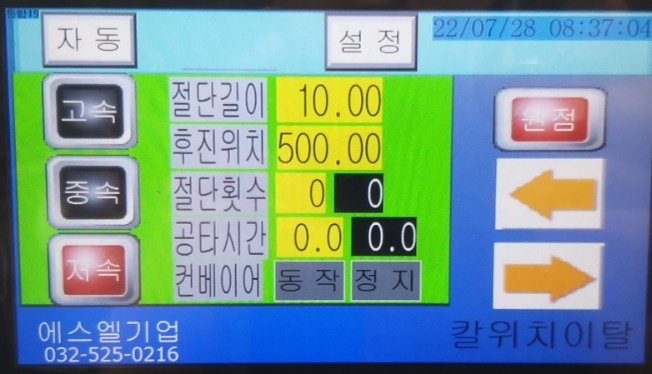 자동
설정
22/07/28 08:37:04
고속
절단길이 10.00
원점
후진위치 500.00
중속
절단횟수 0 0
공타시간 0.0 0.0
저속
컨베이어 동작 정지
에스엘기업
032-525-0216
칼위치이탈